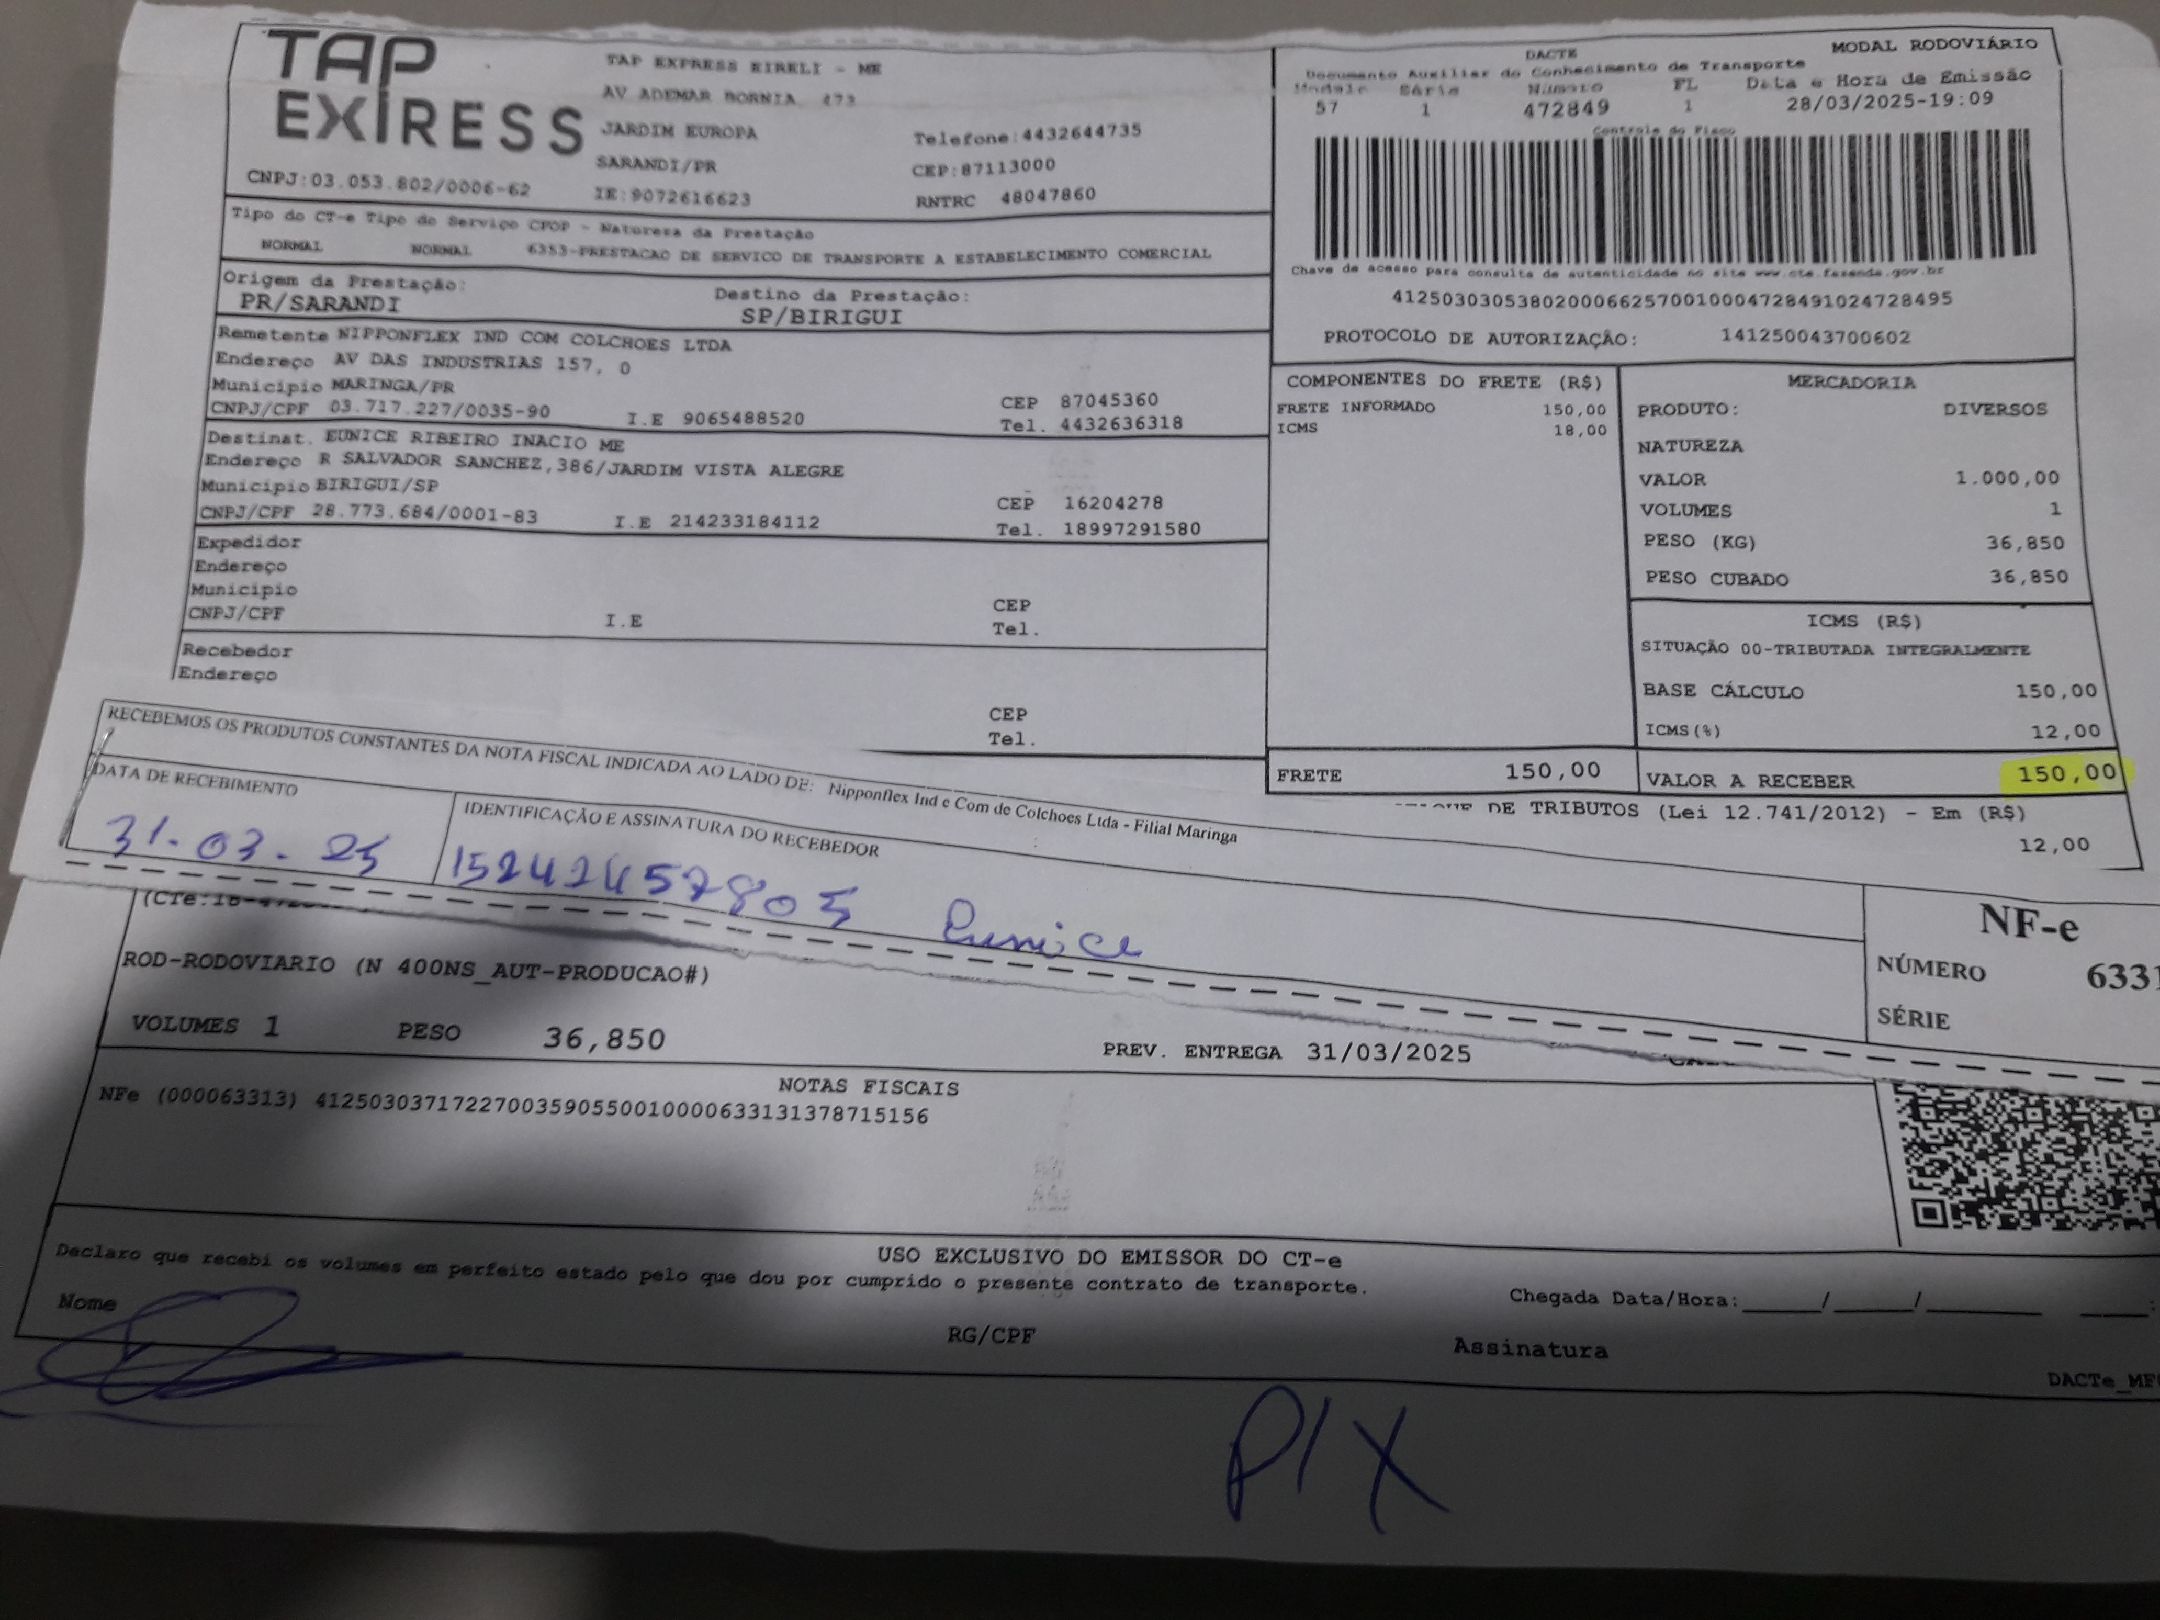 TAP EXPRESS
TAP EXPRESS EIRELI - ME
AV ADEMAR BORNIA, 473
JARDIM EUROPA
SARANDI/PR
Telefone:4432644735
CEP:87113000
CNPJ:03.053.802/0006-62
IE:9072616623
RNTRC 48047860
DACTE
MODAL RODOVIÁRIO
Documento Auxiliar do Conhecimento de Transporte
Modelo Série Número FL Data e Hora de Emissão
57 1 472849 1 28/03/2025-19:09
Controle do Fisco
Chave de acesso para consulta de autenticidade no site www.cte.fazenda.gov.br
41250303053802000662570010004728491024728495
PROTOCOLO DE AUTORIZAÇÃO: 141250043700602
Tipo do CT-e Tipo do Serviço CFOP - Natureza da Prestação
NORMAL NORMAL 6353-PRESTACAO DE SERVICO DE TRANSPORTE A ESTABELECIMENTO COMERCIAL
Origem da Prestação: Destino da Prestação:
PR/SARANDI SP/BIRIGUI
Remetente NIPPONFLEX IND COM COLCHOES LTDA
Endereço AV DAS INDUSTRIAS 157, 0
Município MARINGA/PR CEP 87045360
CNPJ/CPF 03.717.227/0035-90 I.E 9065488520 Tel. 4432636318
Destinat. EUNICE RIBEIRO INACIO ME
Endereço R SALVADOR SANCHEZ,386/JARDIM VISTA ALEGRE
Município BIRIGUI/SP CEP 16204278
CNPJ/CPF 28.773.684/0001-83 I.E 214233184112 Tel. 18997291580
Expedidor
Endereço
Município CEP
CNPJ/CPF I.E Tel.
Recebedor
Endereço
CEP
Tel.
COMPONENTES DO FRETE (R$)
FRETE INFORMADO 150,00
ICMS 18,00
FRETE 150,00
MERCADORIA
PRODUTO: DIVERSOS
NATUREZA
VALOR 1.000,00
VOLUMES 1
PESO (KG) 36,850
PESO CUBADO 36,850
ICMS (R$)
SITUAÇÃO 00-TRIBUTADA INTEGRALMENTE
BASE CÁLCULO 150,00
ICMS(%) 12,00
VALOR A RECEBER 150,00
DE TRIBUTOS (Lei 12.741/2012) - Em (R$)
12,00
RECEBEMOS OS PRODUTOS CONSTANTES DA NOTA FISCAL INDICADA AO LADO DE: Nipponflex Ind e Com de Colchoes Ltda - Filial Maringa
DATA DE RECEBIMENTO IDENTIFICAÇÃO E ASSINATURA DO RECEBEDOR
31.03.25 15242457805 Eunice
NF-e
NÚMERO 6331
SÉRIE
ROD-RODOVIARIO (N 400NS_AUT-PRODUCAO#)
VOLUMES 1 PESO 36,850 PREV. ENTREGA 31/03/2025
NOTAS FISCAIS
NFe (000063313) 41250303717227003590550010000633131378715156
USO EXCLUSIVO DO EMISSOR DO CT-e
Declaro que recebi os volumes em perfeito estado pelo que dou por cumprido o presente contrato de transporte.
Nome RG/CPF Assinatura Chegada Data/Hora:____/____/______ ____:
DACTe_MF
PIX